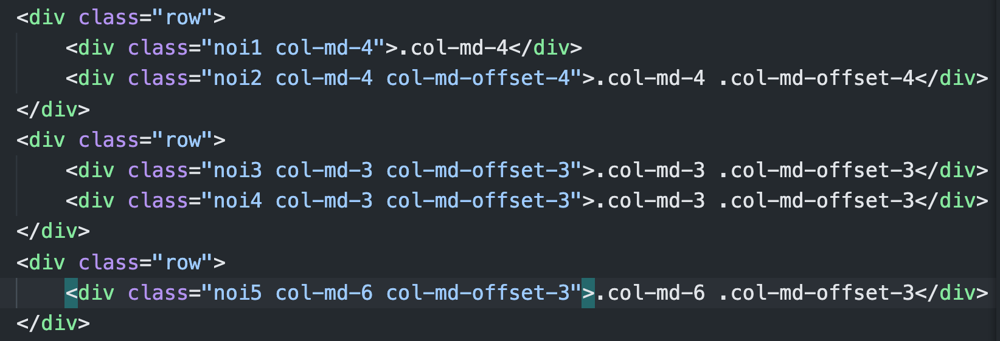 <div class="row">
    <div class="noi1 col-md-4">.col-md-4</div>
    <div class="noi2 col-md-4 col-md-offset-4">.col-md-4 .col-md-offset-4</div>
</div>
<div class="row">
    <div class="noi3 col-md-3 col-md-offset-3">.col-md-3 .col-md-offset-3</div>
    <div class="noi4 col-md-3 col-md-offset-3">.col-md-3 .col-md-offset-3</div>
</div>
<div class="row">
    <div class="noi5 col-md-6 col-md-offset-3">.col-md-6 .col-md-offset-3</div>
</div>